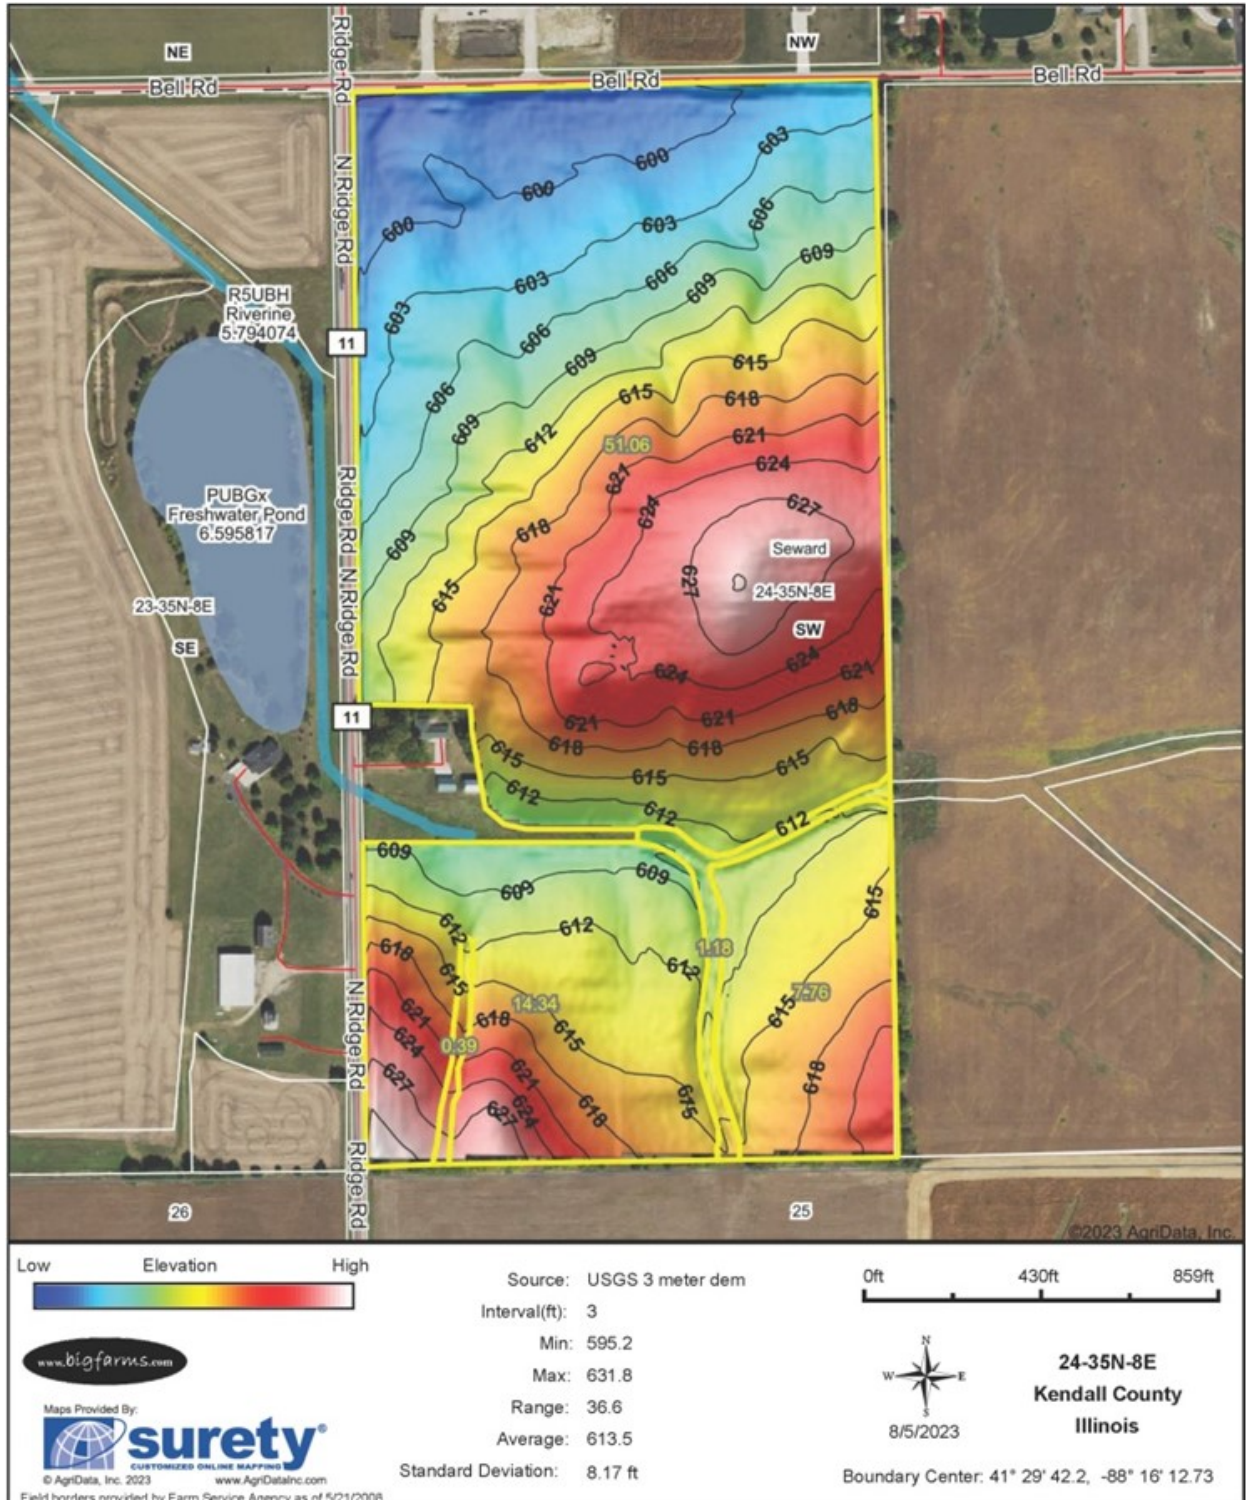 NE
NW
Bell Rd
Bell Rd
Bell Rd
Ridge Rd
N Ridge Rd
600
600
600
603
603
603
603
606
606
606
606
609
609
609
609
609
R5UBH
Riverine
5.794074
11
612
615
615
615
618
618
51.06
621
621
621
624
624
627
627
PUBGx
Freshwater Pond
6.595817
Ridge Rd
N Ridge Rd
Seward
24-35N-8E
SW
23-35N-8E
SE
624
624
621
621
621
618
618
618
11
615
615
615
612
612
612
609
609
609
612
612
612
618
615
615
615
615
615
1.18
7.76
14.34
0.39
618
618
618
621
621
624
624
627
627
N Ridge Rd
Ridge Rd
26
25
©2023 AgriData, Inc.
Low Elevation High
www.bigfarms.com
Maps Provided By:
surety®
CUSTOMIZED ONLINE MAPPING
© AgriData, Inc. 2023 www.AgriDataInc.com
Field borders provided by Farm Service Agency as of 5/21/2008.
Source: USGS 3 meter dem
Interval(ft): 3
Min: 595.2
Max: 631.8
Range: 36.6
Average: 613.5
Standard Deviation: 8.17 ft
0ft 430ft 859ft
N
W E
S
8/5/2023
24-35N-8E
Kendall County
Illinois
Boundary Center: 41° 29' 42.2, -88° 16' 12.73